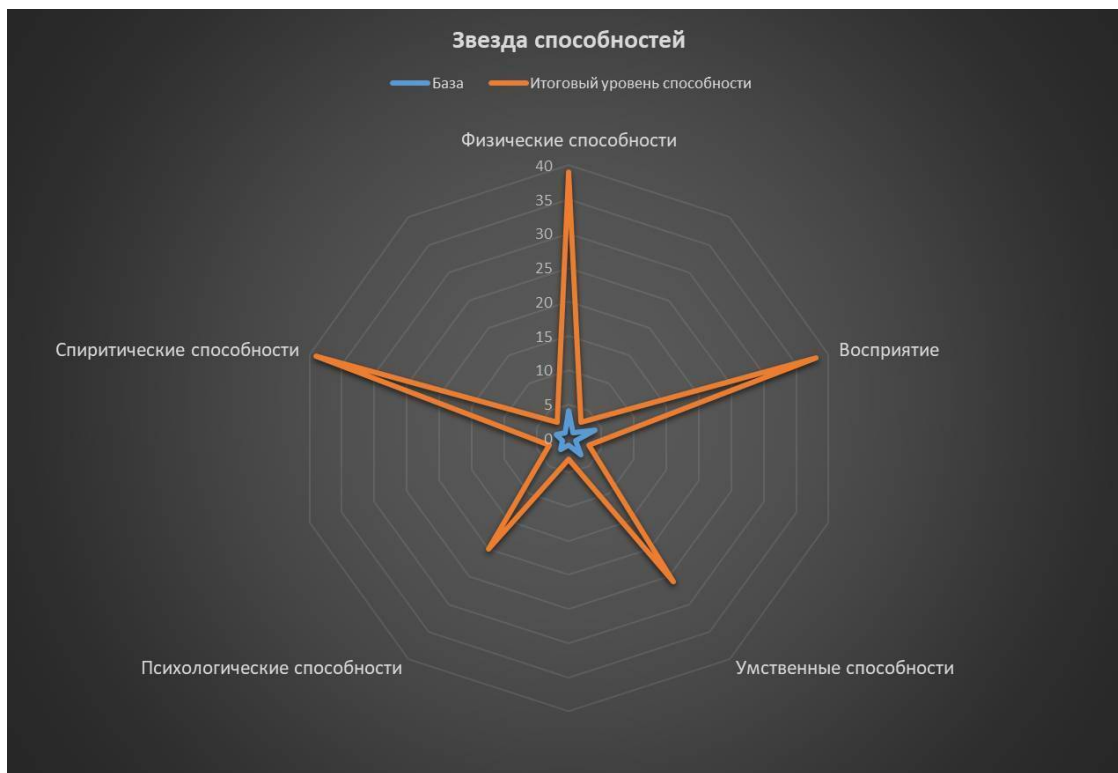 Звезда способностей
База Итоговый уровень способности
Физические способности
40
35
30
25
20
15
10
5
0
Спиритические способности
Восприятие
Психологические способности
Умственные способности